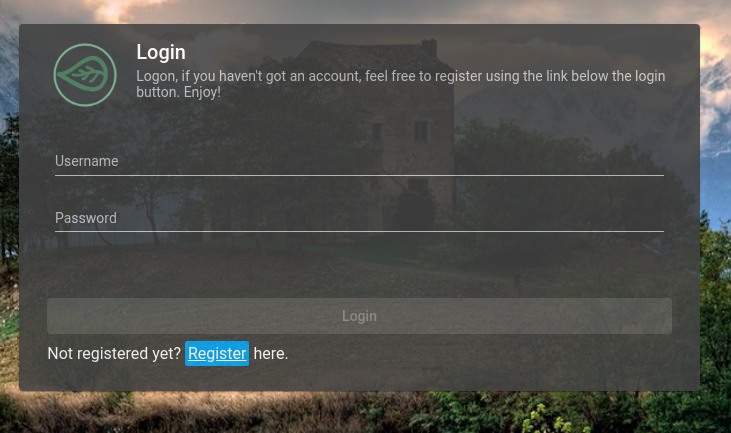 Login
Logon, if you haven't got an account, feel free to register using the link below the login
button. Enjoy!
Username
Password
Login
Not registered yet? Register here.